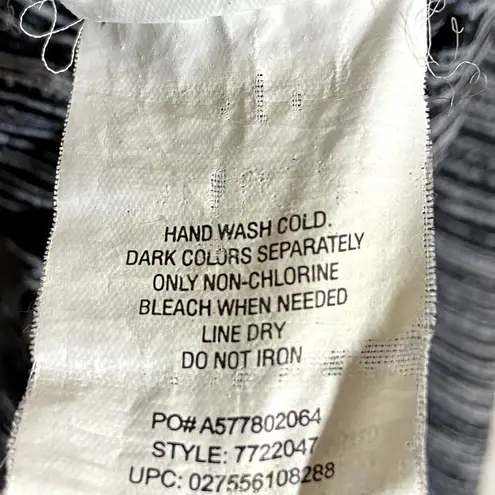 HAND WASH COLD.
DARK COLORS SEPARATELY
ONLY NON-CHLORINE
BLEACH WHEN NEEDED
LINE DRY
DO NOT IRON
PO# A577802064
STYLE: 7722047
UPC: 027556108288